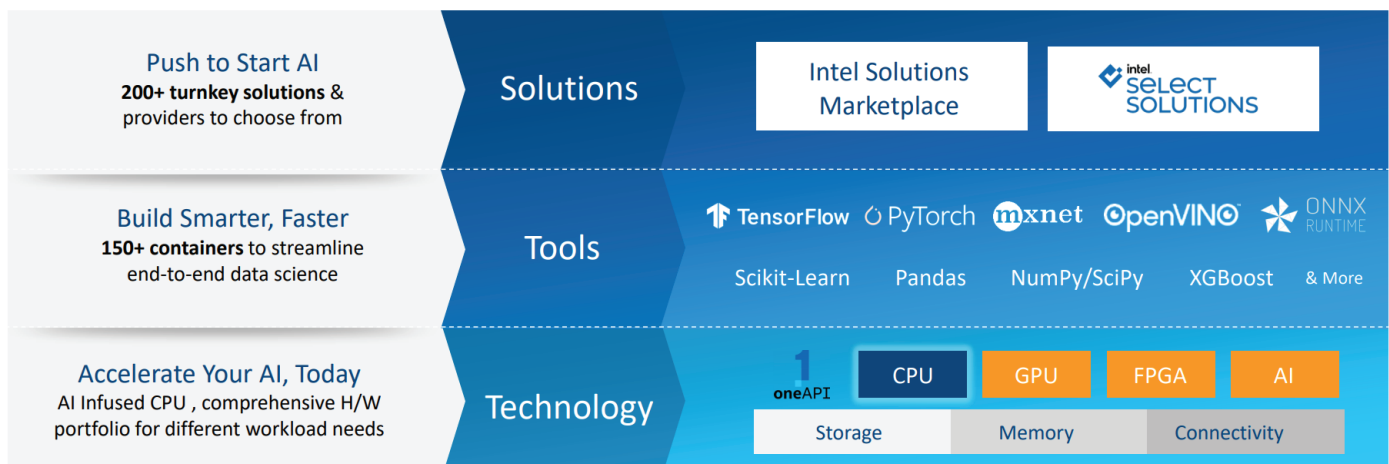 Push to Start AI
200+ turnkey solutions &
providers to choose from
Solutions
Intel Solutions
Marketplace
intel
SELECT
SOLUTIONS
Build Smarter, Faster
150+ containers to streamline
end-to-end data science
Tools
TensorFlow
PyTorch
mxnet
OpenVINO™
ONNX
RUNTIME
Scikit-Learn
Pandas
NumPy/SciPy
XGBoost
& More
Accelerate Your AI, Today
AI Infused CPU , comprehensive H/W
portfolio for different workload needs
Technology
1
oneAPI
CPU
GPU
FPGA
AI
Storage
Memory
Connectivity